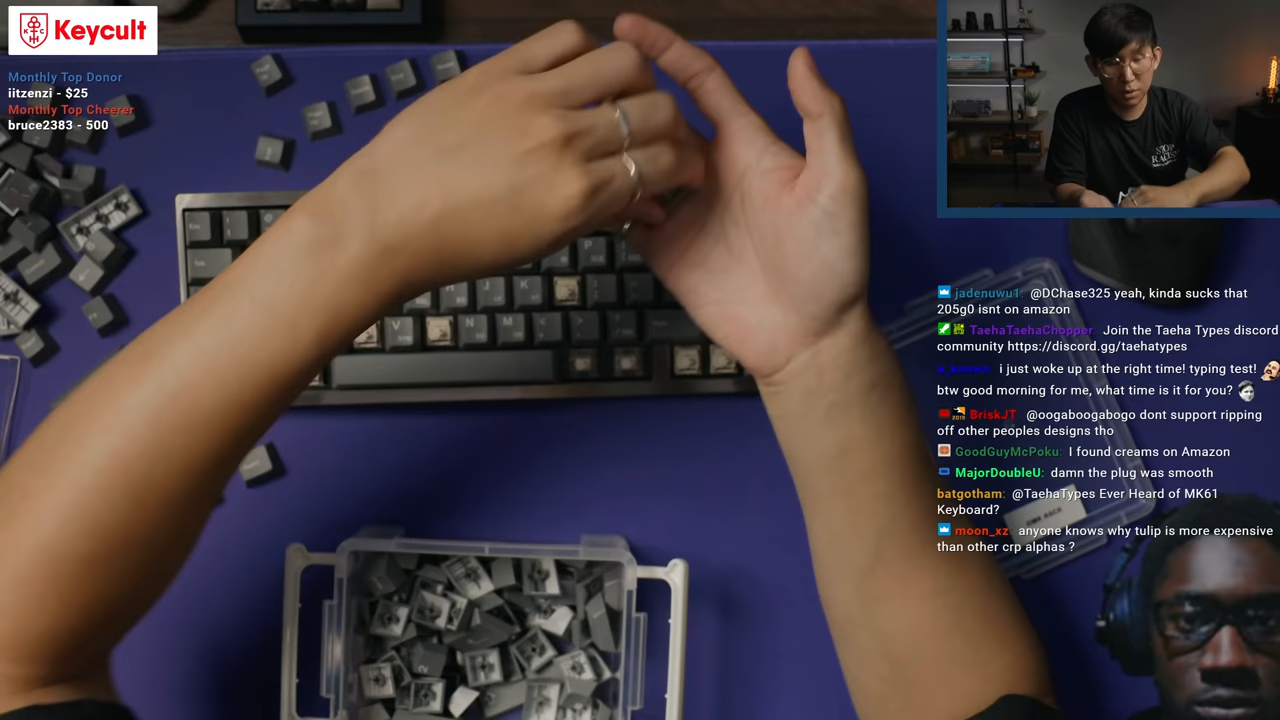 Keycult
Monthly Top Donor
iitzenzi - $25
Monthly Top Cheerer
bruce2383 - 500
STOP
jadenuwu1: @DChase325 yeah, kinda sucks that
205g0 isnt on amazon
TaehaTaehaChopper: Join the Taeha Types discord
community https://discord.gg/taehatypes
i just woke up at the right time! typing test!
btw good morning for me, what time is it for you?
BriskJT: @oogaboogabogo dont support ripping
off other peoples designs tho
GoodGuyMcPoku: I found creams on Amazon
MajorDoubleU: damn the plug was smooth
batgotham: @TaehaTypes Ever Heard of MK61
Keyboard?
moon_xz: anyone knows why tulip is more expensive
than other crp alphas ?
P
J K
V N M < >